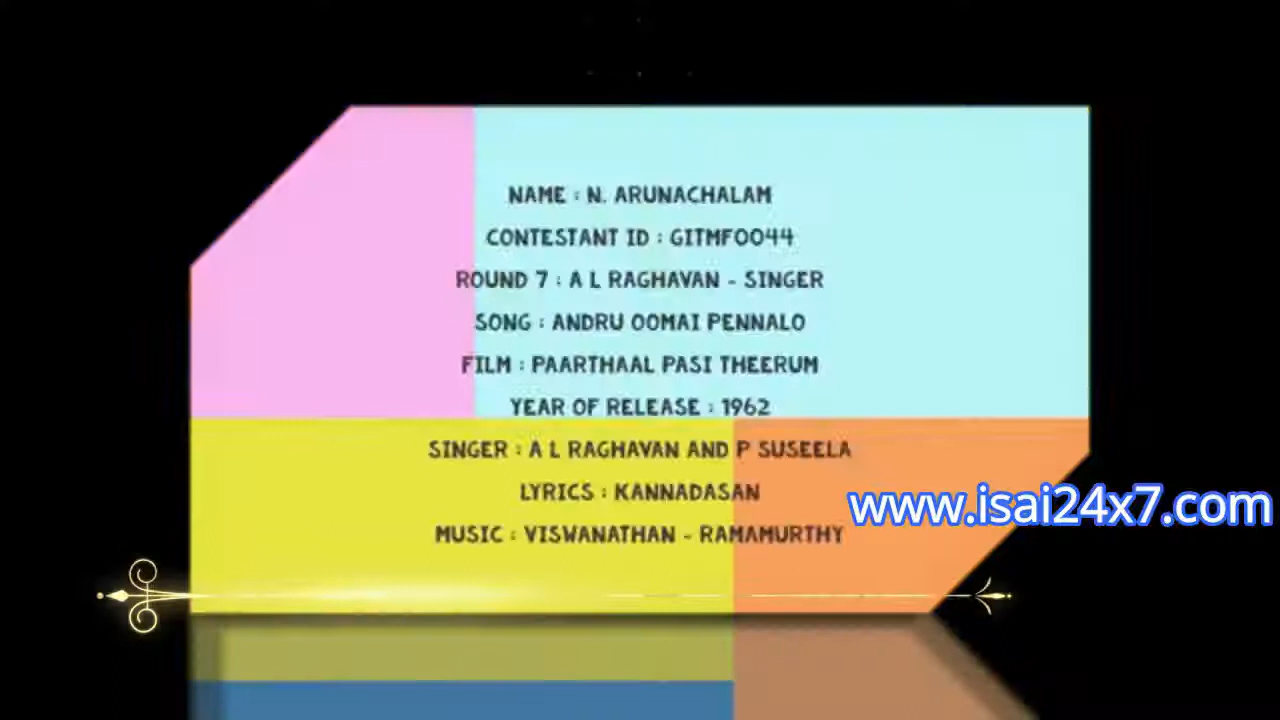 NAME : N. ARUNACHALAM
CONTESTANT ID : GITMF0044
ROUND 7 : A L RAGHAVAN - SINGER
SONG : ANDRU OOMAI PENNALO
FILM : PAARTHAAL PASI THEERUM
YEAR OF RELEASE : 1962
SINGER : A L RAGHAVAN AND P SUSEELA
LYRICS : KANNADASAN
www.isai24x7.com
MUSIC : VISWANATHAN - RAMAMURTHY